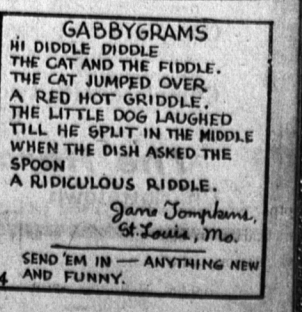 GABBYGRAMS
HI DIDDLE DIDDLE
THE CAT AND THE FIDDLE.
THE CAT JUMPED OVER
A RED HOT GRIDDLE.
THE LITTLE DOG LAUGHED
TILL HE SPLIT IN THE MIDDLE
WHEN THE DISH ASKED THE
SPOON
A RIDICULOUS RIDDLE.
Jane Tompkins,
St. Louis, Mo.
SEND 'EM IN — ANYTHING NEW
AND FUNNY.
4